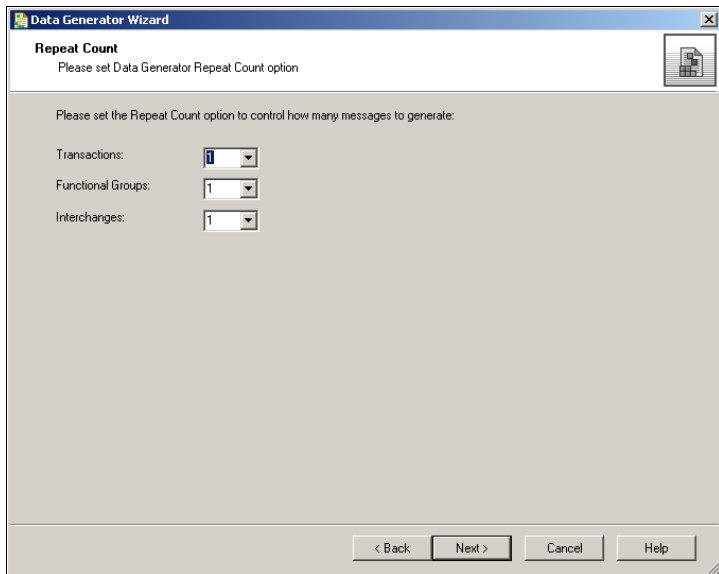 Data Generator Wizard
Repeat Count
Please set Data Generator Repeat Count option
Please set the Repeat Count option to control how many messages to generate:
Transactions: 1
Functional Groups: 1
Interchanges: 1
< Back Next > Cancel Help